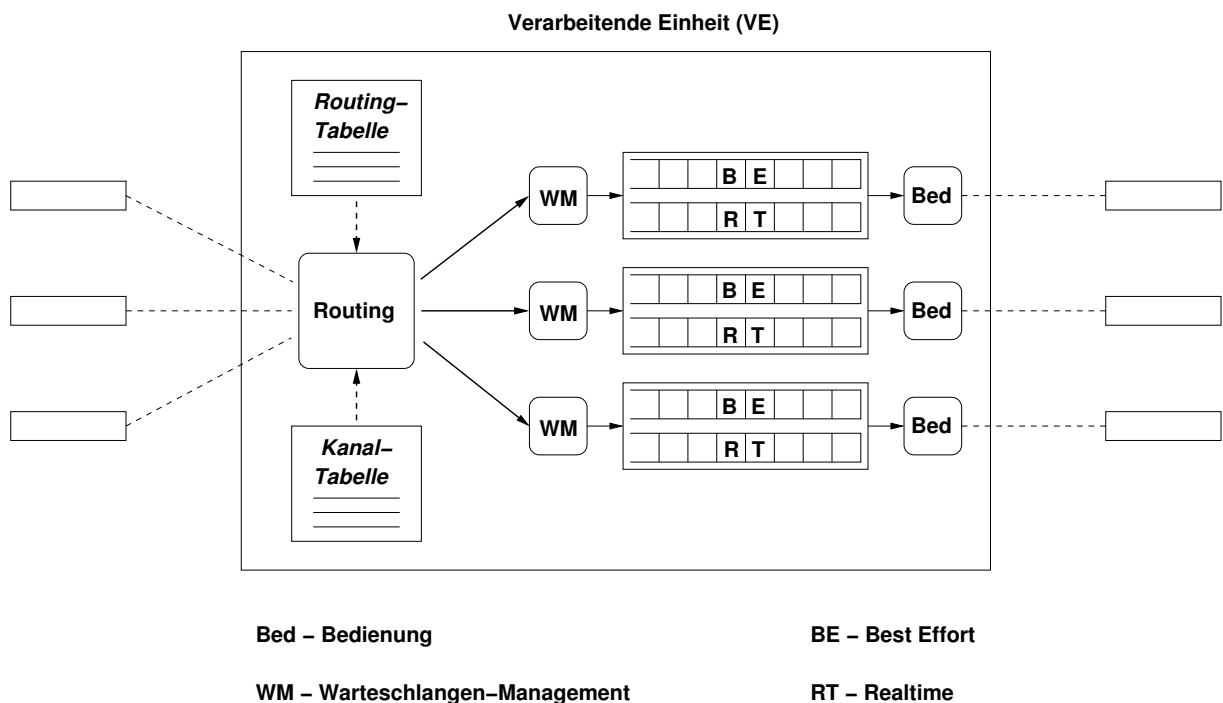 Verarbeitende Einheit (VE)
Routing–
Tabelle
WM
B E
R T
Bed
Routing
WM
B E
R T
Bed
WM
B E
R T
Bed
Kanal–
Tabelle
Bed – Bedienung
BE – Best Effort
WM – Warteschlangen–Management
RT – Realtime